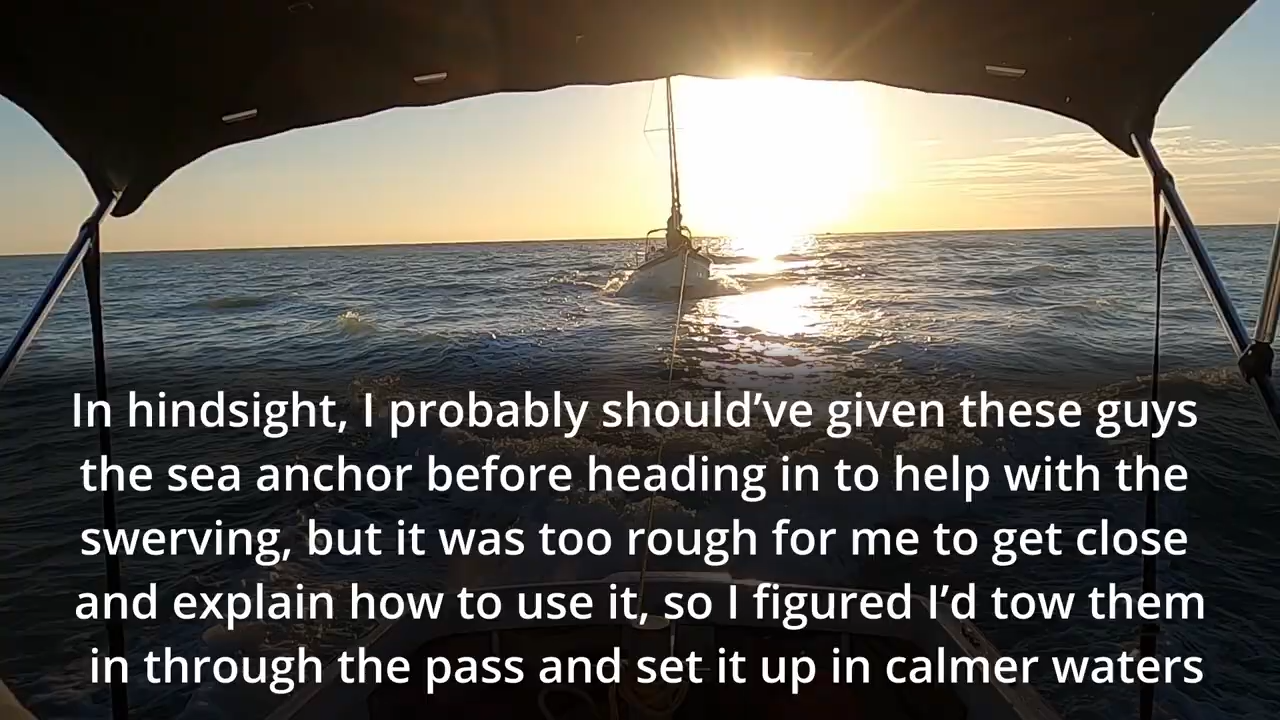 In hindsight, I probably should’ve given these guys
the sea anchor before heading in to help with the
swerving, but it was too rough for me to get close
and explain how to use it, so I figured I’d tow them
in through the pass and set it up in calmer waters